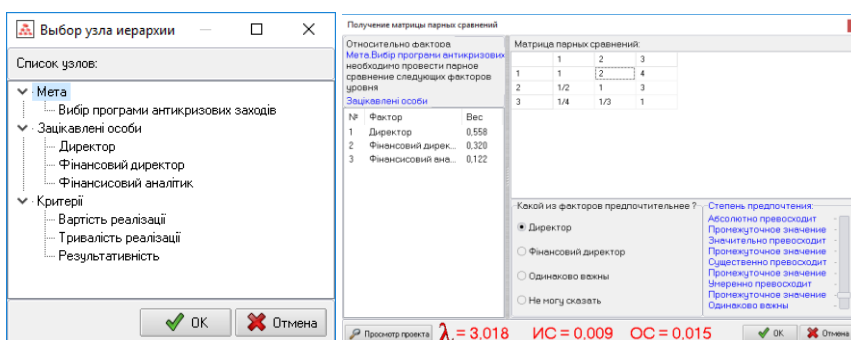 Выбор узла иерархии
Список узлов:
Мета
Вибір програми антикризових заходів
Зацікавлені особи
Директор
Фінансовий директор
Фінансисовий аналітик
Критерії
Вартість реалізації
Тривалість реалізації
Результативність
ОК
Отмена
Получение матрицы парных сравнений
Относительно фактора
Мета.Вибір програми антикризових
необходимо провести парное
сравнение следующих факторов
уровня
Зацікавлені особи
№ Фактор Вес
1 Директор 0,558
2 Фінансовий дирек... 0,320
3 Фінансисовий ана... 0,122
Матрица парных сравнений:
1 2 3
1 1 2 4
2 1/2 1 3
3 1/4 1/3 1
Какой из факторов предпочтительнее ?
Директор
Фінансовий директор
Одинаково важны
Не могу сказать
Степень предпочтения:
Абсолютно превосходит
Промежуточное значение
Значительно превосходит
Промежуточное значение
Существенно превосходит
Промежуточное значение
Умеренно превосходит
Промежуточное значение
Одинаково важны
Просмотр проекта
λ = 3,018 ИС = 0,009 ОС = 0,015
ОК
Отмена